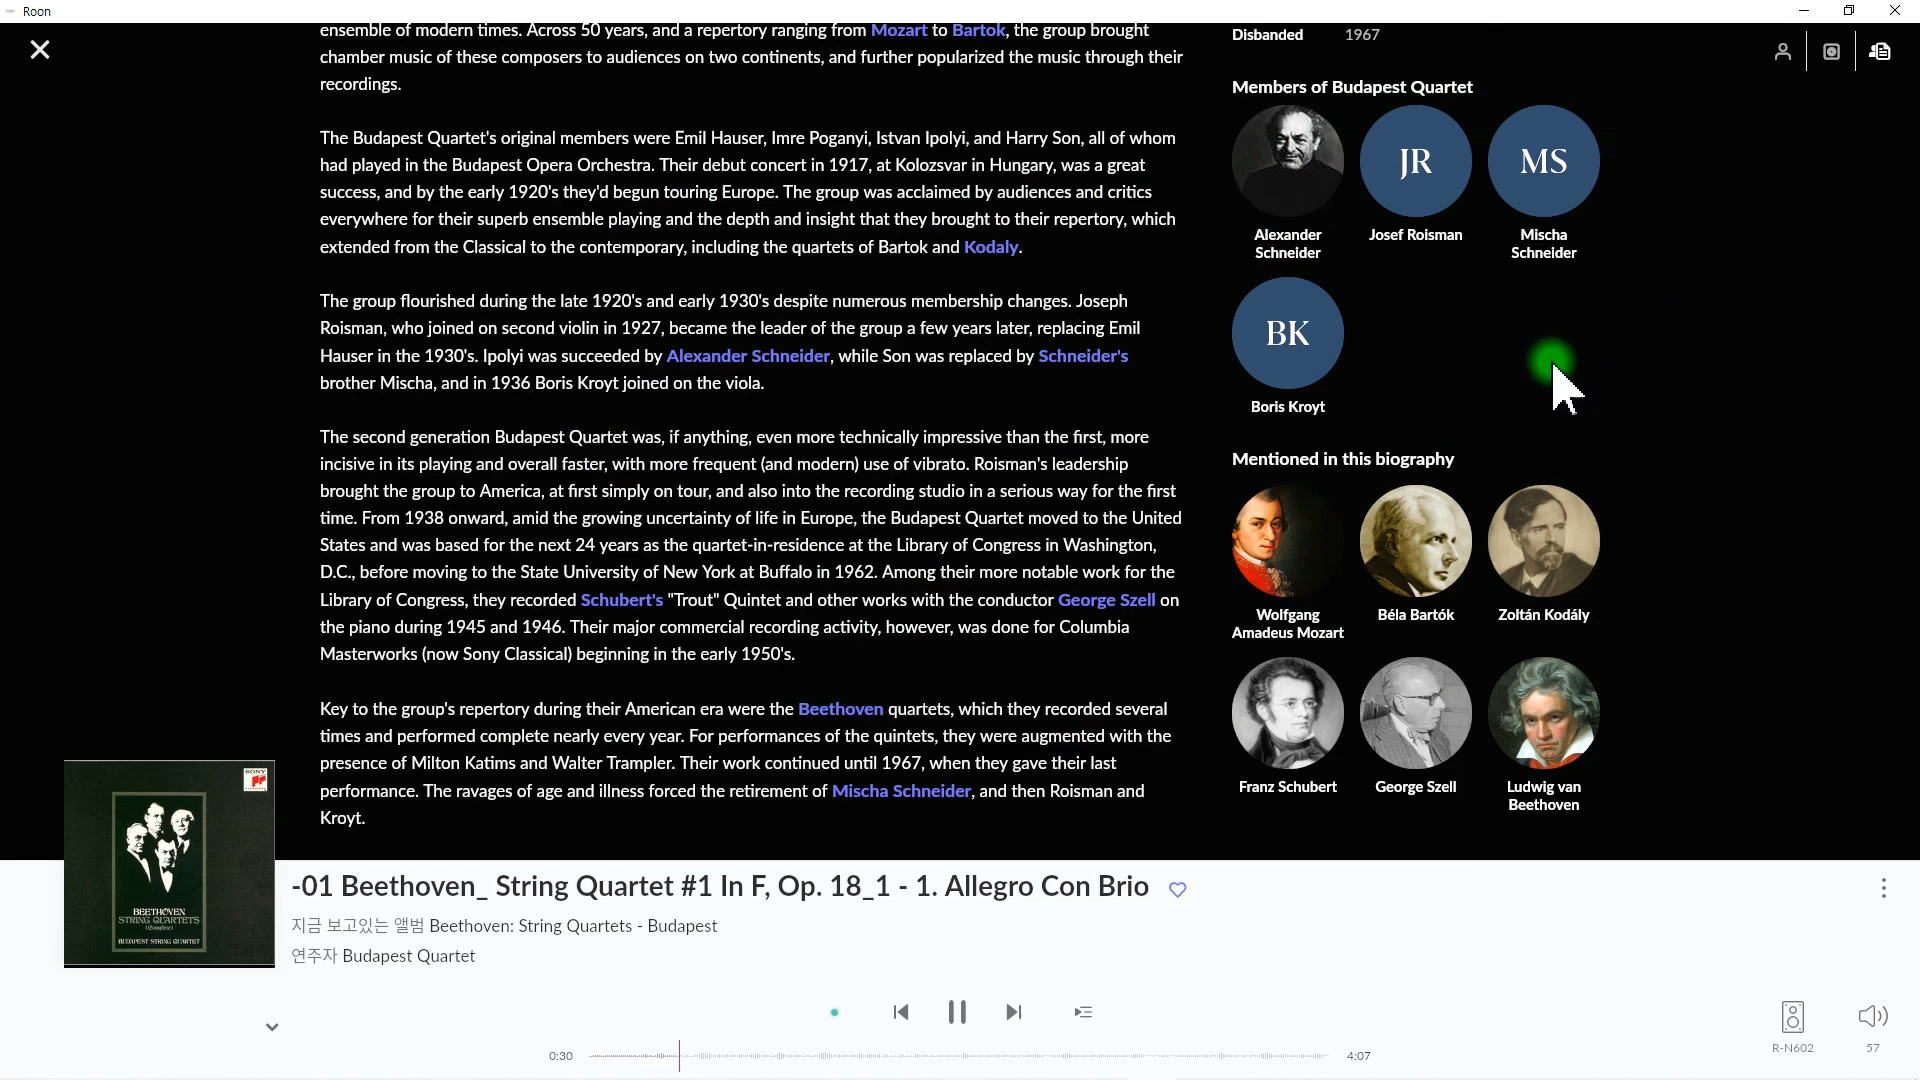 Roon
ensemble of modern times. Across 50 years, and a repertory ranging from Mozart to Bartok, the group brought
chamber music of these composers to audiences on two continents, and further popularized the music through their
recordings.
The Budapest Quartet's original members were Emil Hauser, Imre Poganyi, Istvan Ipolyi, and Harry Son, all of whom
had played in the Budapest Opera Orchestra. Their debut concert in 1917, at Kolozsvar in Hungary, was a great
success, and by the early 1920's they'd begun touring Europe. The group was acclaimed by audiences and critics
everywhere for their superb ensemble playing and the depth and insight that they brought to their repertory, which
extended from the Classical to the contemporary, including the quartets of Bartok and Kodaly.
The group flourished during the late 1920's and early 1930's despite numerous membership changes. Joseph
Roisman, who joined on second violin in 1927, became the leader of the group a few years later, replacing Emil
Hauser in the 1930's. Ipolyi was succeeded by Alexander Schneider, while Son was replaced by Schneider's
brother Mischa, and in 1936 Boris Kroyt joined on the viola.
The second generation Budapest Quartet was, if anything, even more technically impressive than the first, more
incisive in its playing and overall faster, with more frequent (and modern) use of vibrato. Roisman's leadership
brought the group to America, at first simply on tour, and also into the recording studio in a serious way for the first
time. From 1938 onward, amid the growing uncertainty of life in Europe, the Budapest Quartet moved to the United
States and was based for the next 24 years as the quartet-in-residence at the Library of Congress in Washington,
D.C., before moving to the State University of New York at Buffalo in 1962. Among their more notable work for the
Library of Congress, they recorded Schubert's "Trout" Quintet and other works with the conductor George Szell on
the piano during 1945 and 1946. Their major commercial recording activity, however, was done for Columbia
Masterworks (now Sony Classical) beginning in the early 1950's.
Key to the group's repertory during their American era were the Beethoven quartets, which they recorded several
times and performed complete nearly every year. For performances of the quintets, they were augmented with the
presence of Milton Katims and Walter Trampler. Their work continued until 1967, when they gave their last
performance. The ravages of age and illness forced the retirement of Mischa Schneider, and then Roisman and
Kroyt.
Disbanded 1967
Members of Budapest Quartet
JR MS
Alexander
Schneider
Josef Roisman
Mischa
Schneider
BK
Boris Kroyt
Mentioned in this biography
Wolfgang
Amadeus Mozart
Béla Bartók
Zoltán Kodály
Franz Schubert
George Szell
Ludwig van
Beethoven
SONY
BEETHOVEN
STRING QUARTETS
(Complete)
BUDAPEST STRING QUARTET
-01 Beethoven_ String Quartet #1 In F, Op. 18_1 - 1. Allegro Con Brio
지금 보고있는 앨범 Beethoven: String Quartets - Budapest
연주자 Budapest Quartet
0:30
4:07
R-N602
57